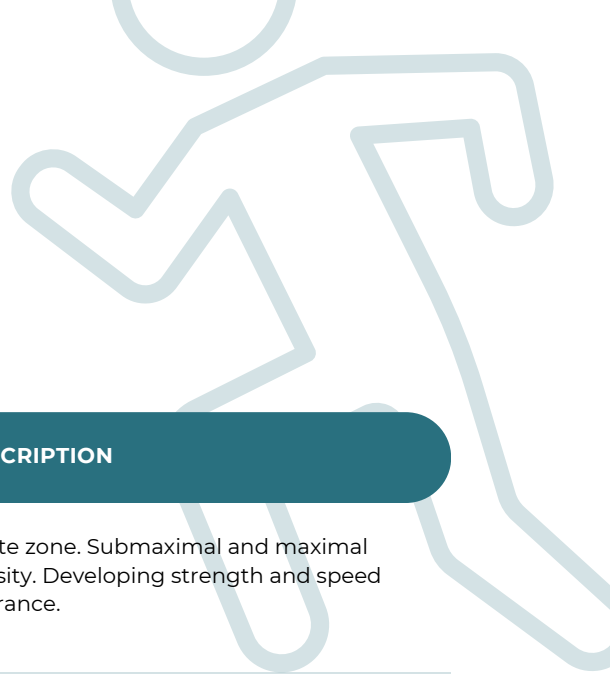 CRIPTION
te zone. Submaximal and maximal
sity. Developing strength and speed
rance.